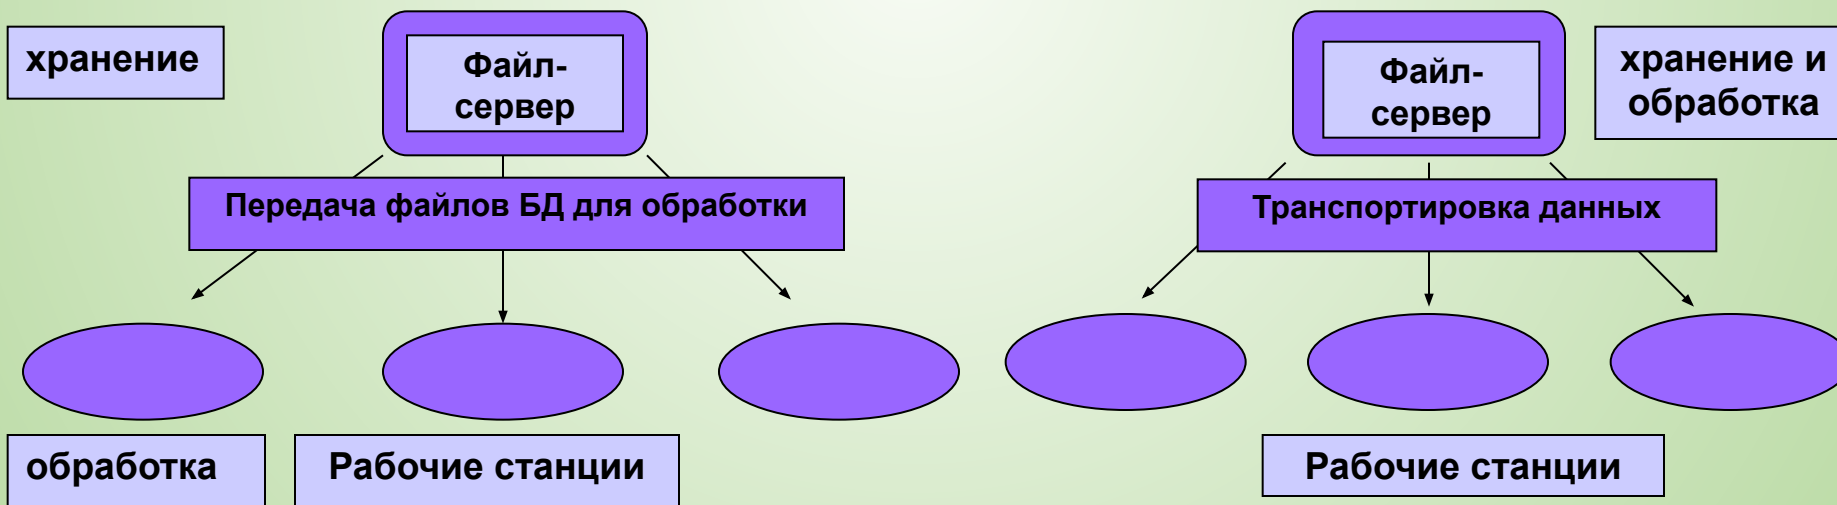 хранение
Файл-
сервер
Передача файлов БД для обработки
обработка
Рабочие станции
Файл-
сервер
хранение и
обработка
Транспортировка данных
Рабочие станции